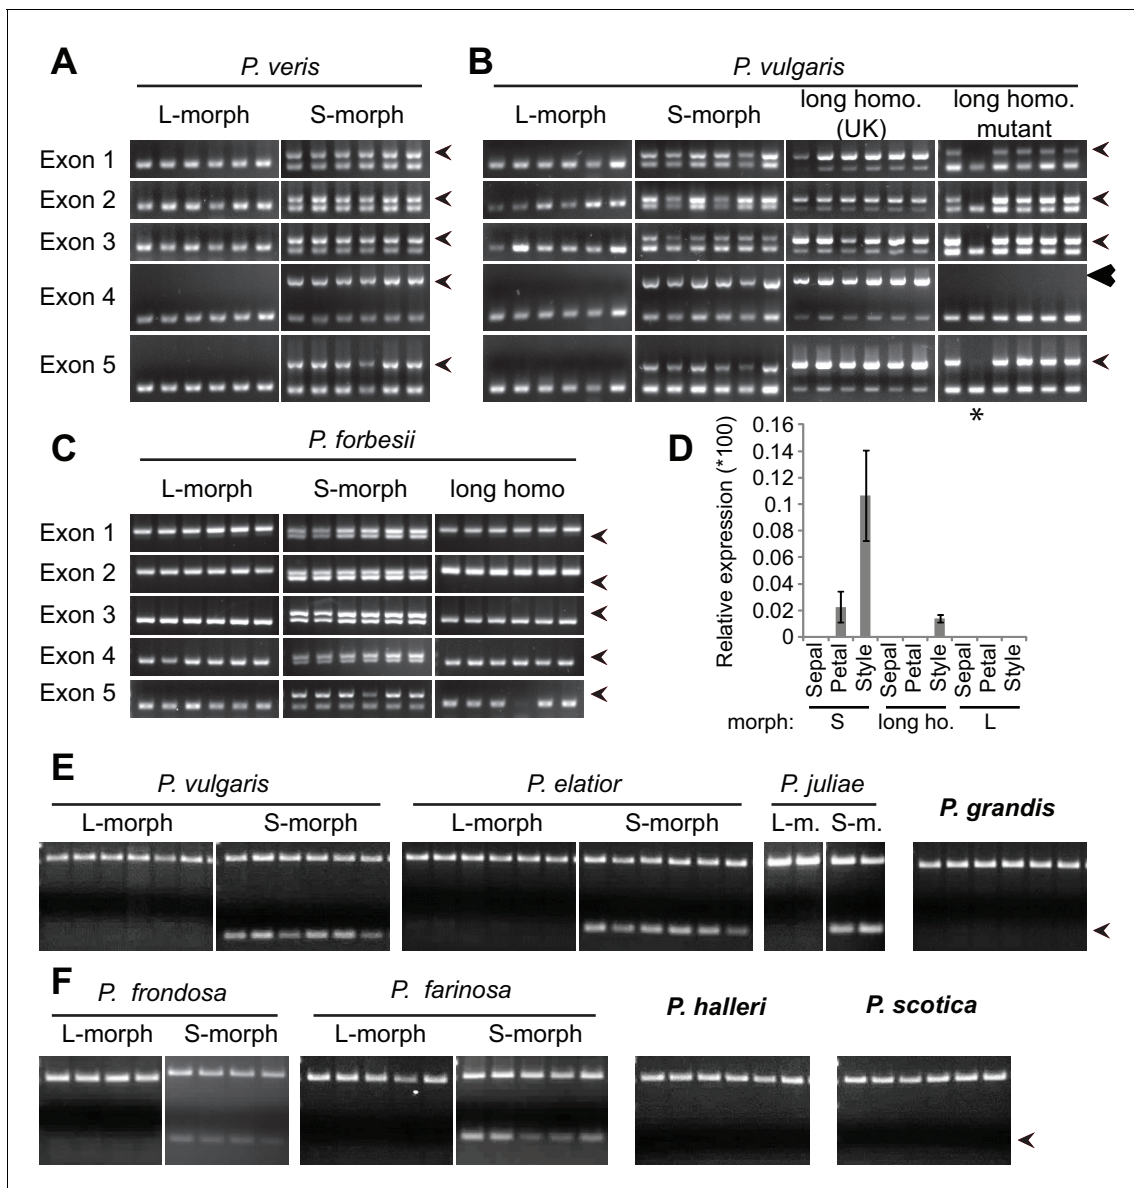 A
P. veris
L-morph
S-morph
B
P. vulgaris
L-morph
S-morph
long homo.
(UK)
long homo.
mutant
Exon 1
Exon 2
Exon 3
Exon 4
Exon 5
*
C
P. forbesii
L-morph
S-morph
long homo
Exon 1
Exon 2
Exon 3
Exon 4
Exon 5
D
Relative expression (*100)
0.16
0.14
0.12
0.1
0.08
0.06
0.04
0.02
0
Sepal
Petal
Style
Sepal
Petal
Style
Sepal
Petal
Style
morph:
S
long ho.
L
E
P. vulgaris
L-morph
S-morph
P. elatior
L-morph
S-morph
P. juliae
L-m.
S-m.
P. grandis
F
P. frondosa
L-morph
S-morph
P. farinosa
L-morph
S-morph
P. halleri
P. scotica